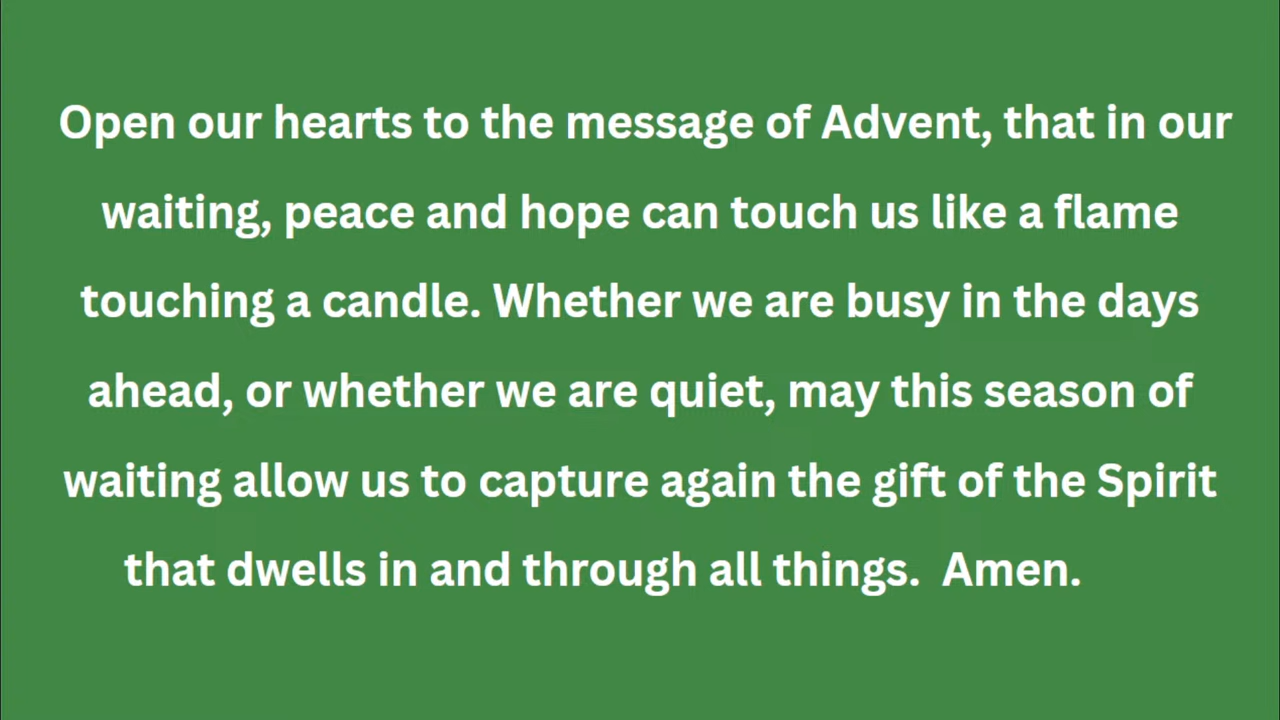 Open our hearts to the message of Advent, that in our
waiting, peace and hope can touch us like a flame
touching a candle. Whether we are busy in the days
ahead, or whether we are quiet, may this season of
waiting allow us to capture again the gift of the Spirit
that dwells in and through all things.  Amen.